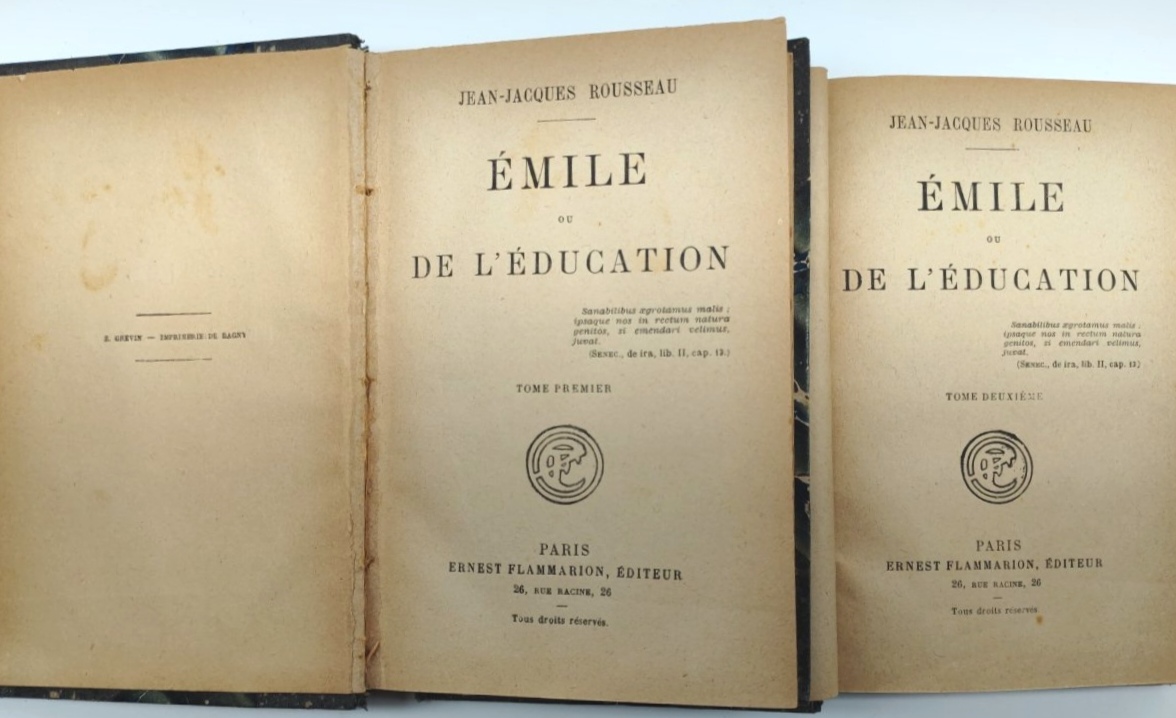 E. GREVIN — IMPRIMERIE DE LAGNY
JEAN-JACQUES ROUSSEAU
ÉMILE
OU
DE L'ÉDUCATION
Sanabilibus ægrotamus malis ;
ipsaque nos in rectum natura
genitos, si emendari velimus,
juvat.
(SENEC., de ira, lib. II, cap. 13.)
TOME PREMIER
PARIS
ERNEST FLAMMARION, ÉDITEUR
26, RUE RACINE, 26
Tous droits réservés.
JEAN-JACQUES ROUSSEAU
ÉMILE
OU
DE L'ÉDUCATION
Sanabilibus ægrotamus malis ;
ipsaque nos in rectum natura
genitos, si emendari velimus,
juvat.
(SENEC., de ira, lib. II, cap. 13)
TOME DEUXIÈME
PARIS
ERNEST FLAMMARION, ÉDITEUR
26, RUE RACINE, 26
Tous droits réservés